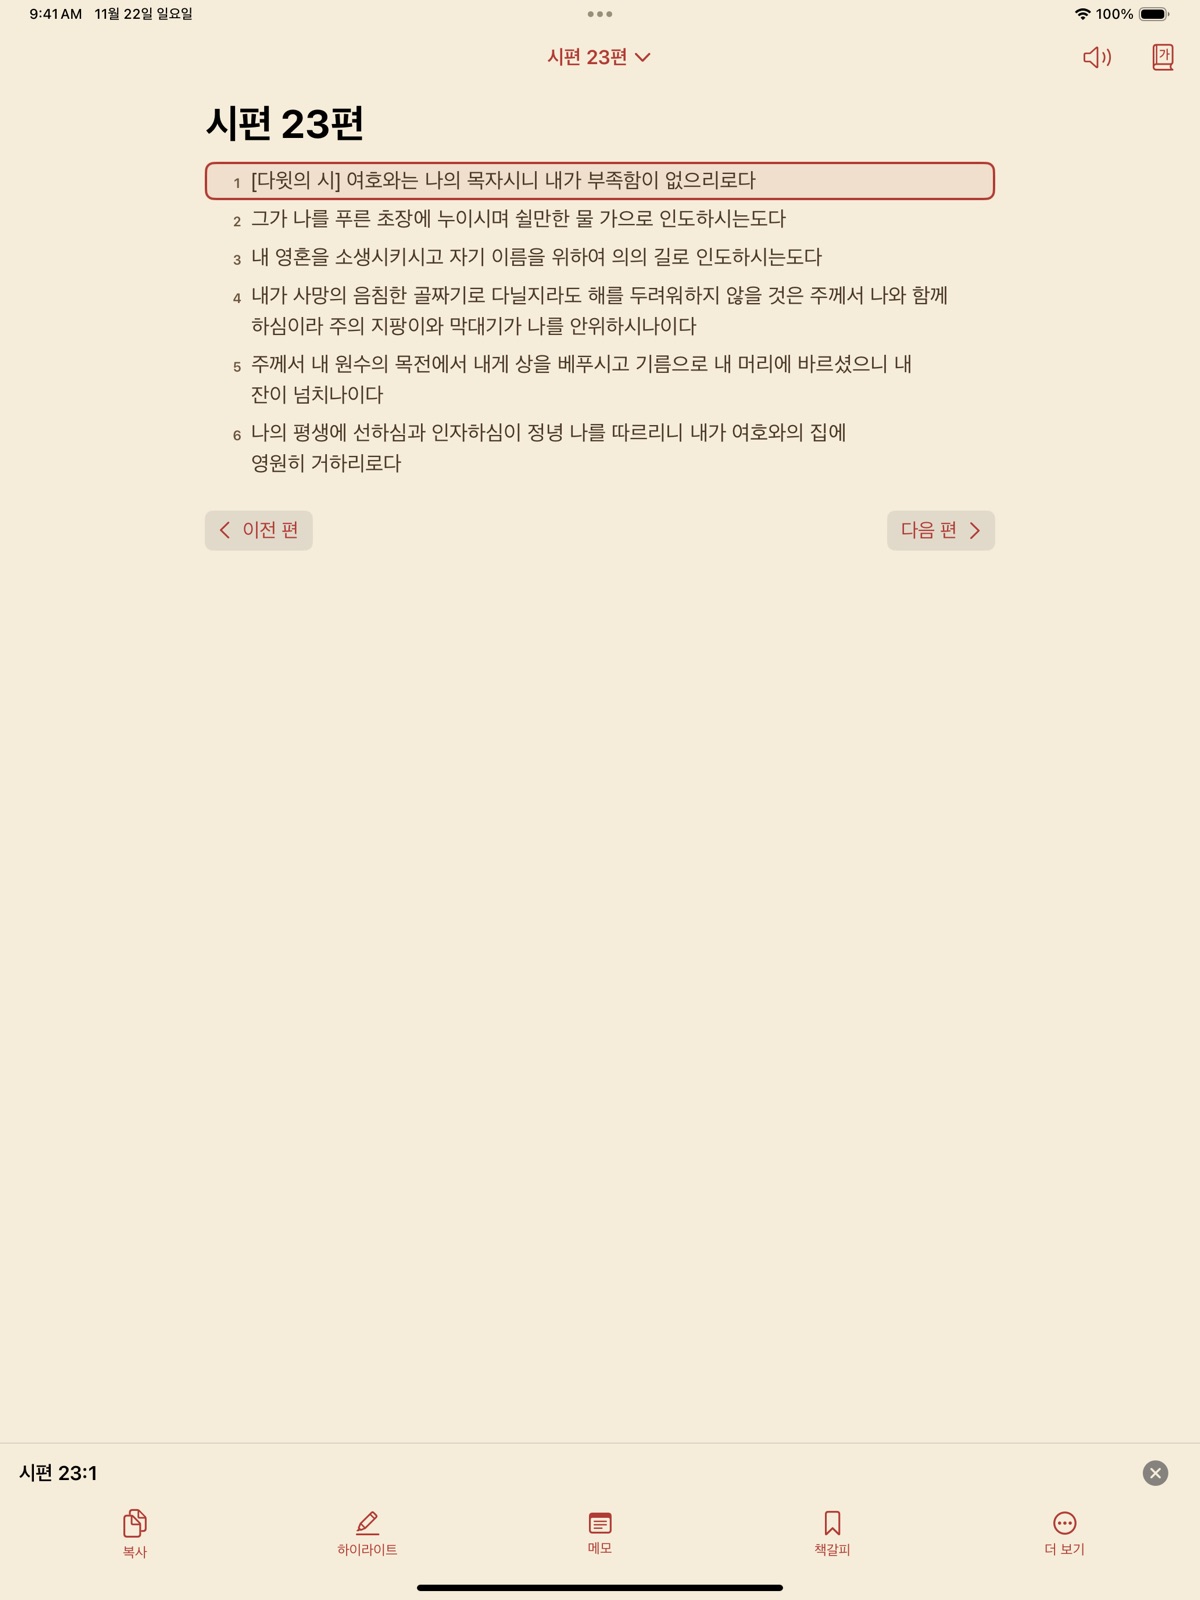 9:41 AM 11월 22일 일요일
100%
시편 23편
가
시편 23편
1 [다윗의 시] 여호와는 나의 목자시니 내가 부족함이 없으리로다
2 그가 나를 푸른 초장에 누이시며 쉴만한 물 가으로 인도하시는도다
3 내 영혼을 소생시키시고 자기 이름을 위하여 의의 길로 인도하시는도다
4 내가 사망의 음침한 골짜기로 다닐지라도 해를 두려워하지 않을 것은 주께서 나와 함께
하심이라 주의 지팡이와 막대기가 나를 안위하시나이다
5 주께서 내 원수의 목전에서 내게 상을 베푸시고 기름으로 내 머리에 바르셨으니 내
잔이 넘치나이다
6 나의 평생에 선하심과 인자하심이 정녕 나를 따르리니 내가 여호와의 집에
영원히 거하리로다
이전 편
다음 편
시편 23:1
복사
하이라이트
메모
책갈피
더 보기